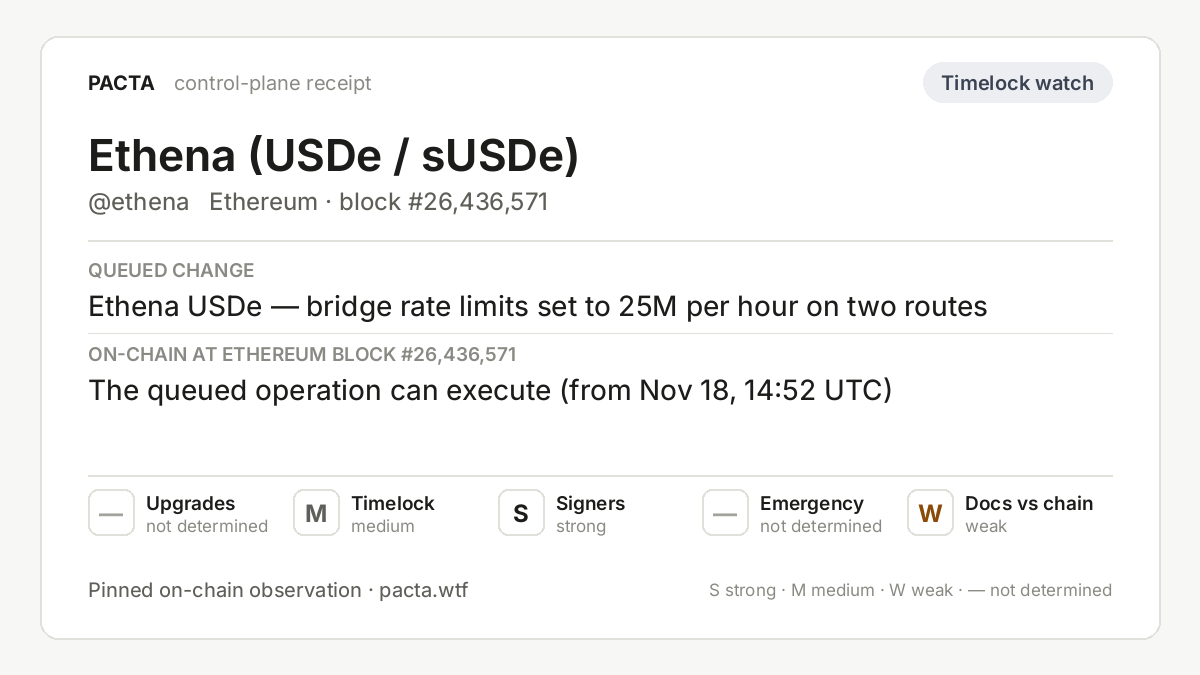 PACTA control-plane receipt Timelock watch
Ethena (USDe / sUSDe)
@ethena Ethereum · block #26,436,571
QUEUED CHANGE
Ethena USDe — bridge rate limits set to 25M per hour on two routes
ON-CHAIN AT ETHEREUM BLOCK #26,436,571
The queued operation can execute (from Nov 18, 14:52 UTC)
— Upgrades not determined
M Timelock medium
S Signers strong
— Emergency not determined
W Docs vs chain weak
Pinned on-chain observation · pacta.wtf
S strong · M medium · W weak · — not determined